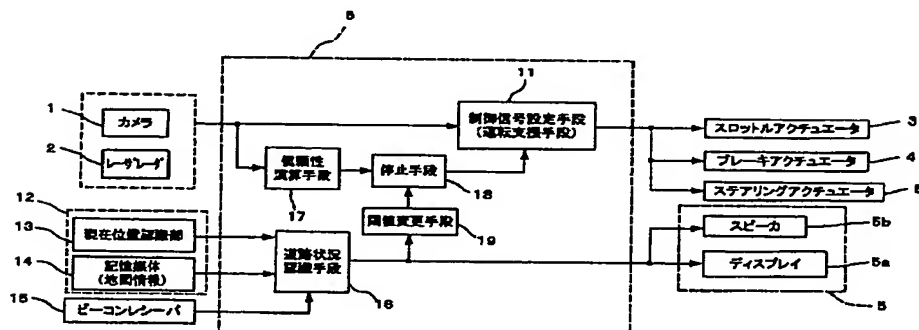 8
11
制御信号設定手段
(運転支援手段)
1
カメラ
2
レーザレーダ
信頼性
演算手段
17
停止手段
18
閾値変更手段
19
3
スロットルアクチュエータ
4
ブレーキアクチュエータ
ステアリングアクチュエータ
12
13
現在位置認識部
14
記憶媒体
(地図情報)
15
ビーコンレシーバ
道路状況
認識手段
16
スピーカ
5b
ディスプレイ
5a
5